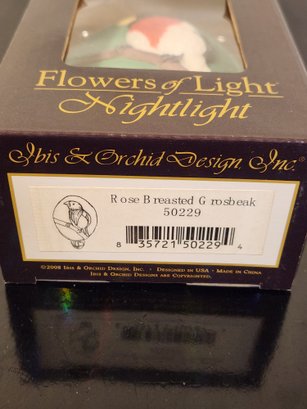 Flowers of Light®
Nightlight
Ibis & Orchid Design, Inc.®
Rose Breasted Grosbeak
50229
8 35721 50229 4
©2008 Ibis & Orchid Design, Inc. • Designed in USA • Made in China
Ibis & Orchid Designs are Copyrighted.